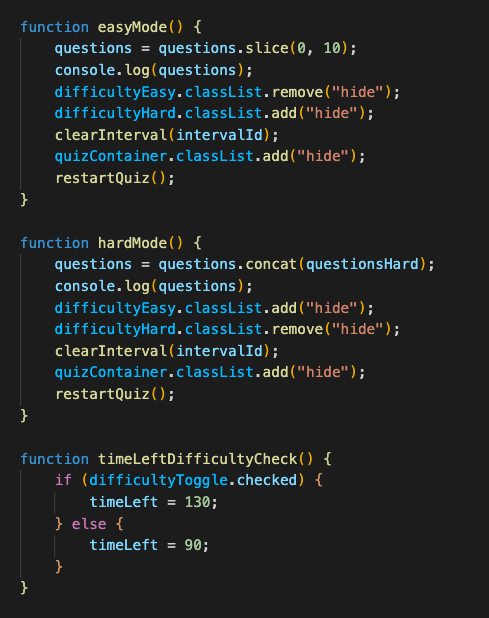 function easyMode() {
    questions = questions.slice(0, 10);
    console.log(questions);
    difficultyEasy.classList.remove("hide");
    difficultyHard.classList.add("hide");
    clearInterval(intervalId);
    quizContainer.classList.add("hide");
    restartQuiz();
}

function hardMode() {
    questions = questions.concat(questionsHard);
    console.log(questions);
    difficultyEasy.classList.add("hide");
    difficultyHard.classList.remove("hide");
    clearInterval(intervalId);
    quizContainer.classList.add("hide");
    restartQuiz();
}

function timeLeftDifficultyCheck() {
    if (difficultyToggle.checked) {
        timeLeft = 130;
    } else {
        timeLeft = 90;
    }
}